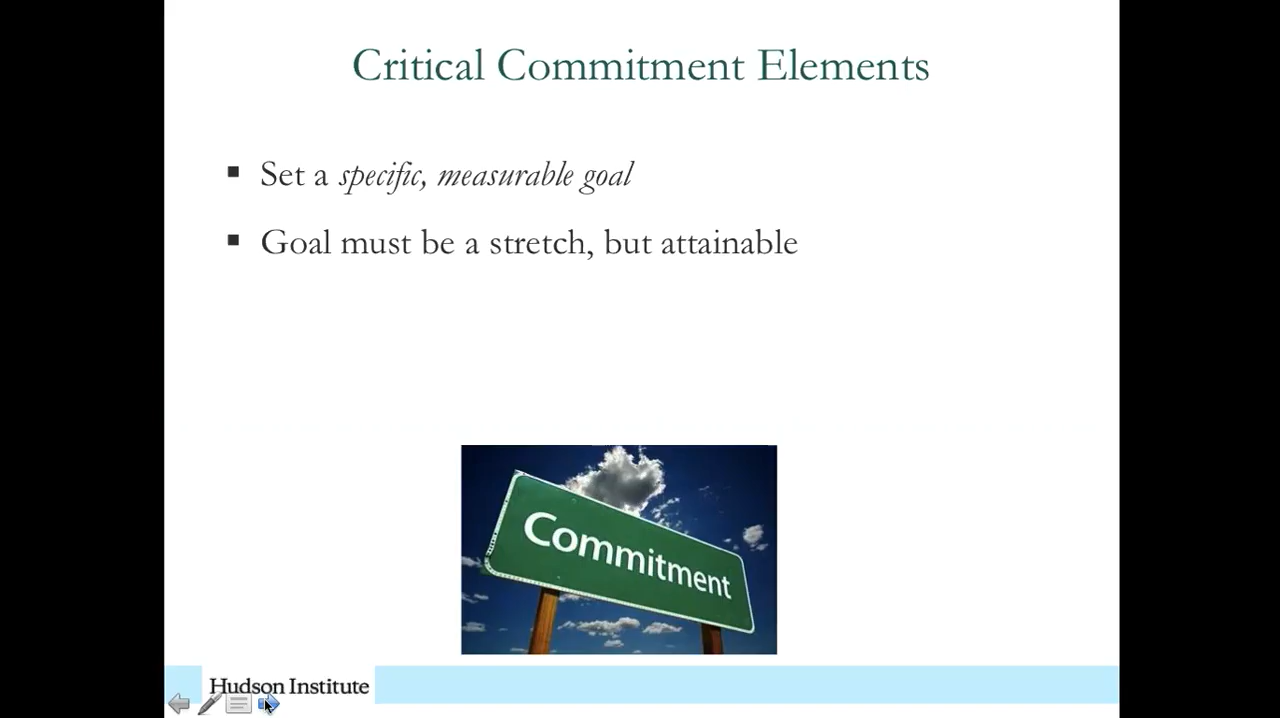 Critical Commitment Elements
Set a specific, measurable goal
Goal must be a stretch, but attainable
Commitment
Hudson Institute